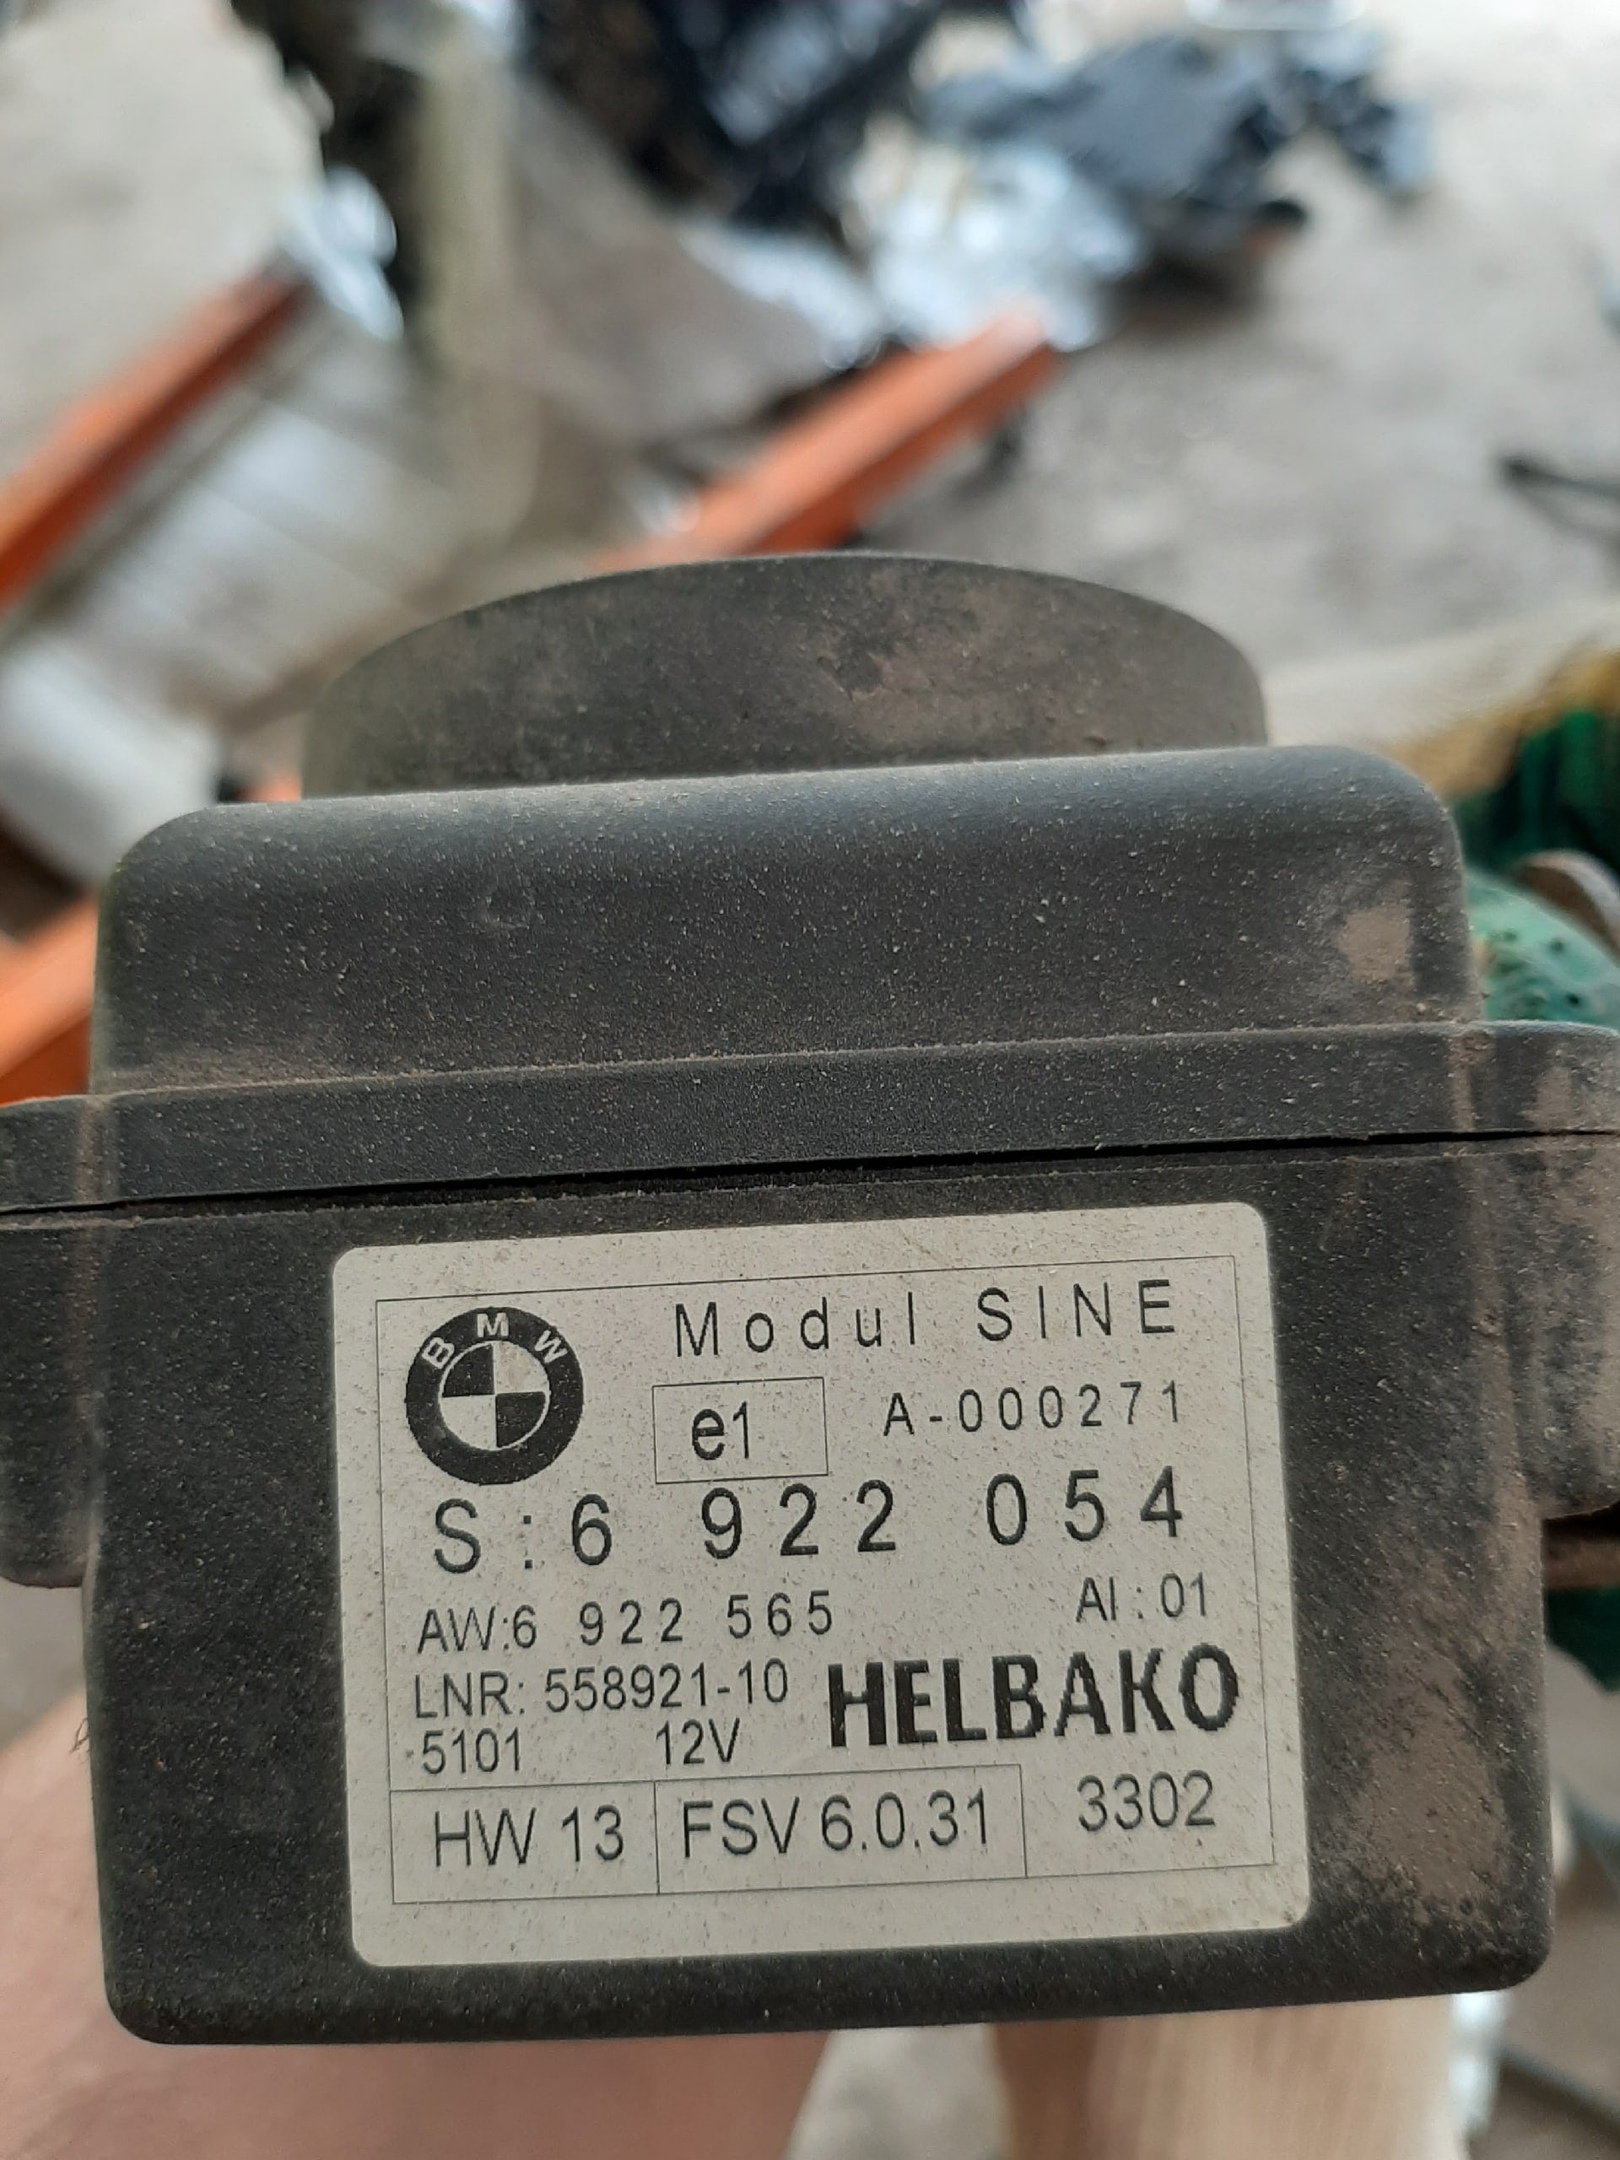 BMW
Modul SINE
e1 A-000271
S:6 922 054
AW:6 922 565 AI:01
LNR: 558921-10 HELBAKO
5101 12V
HW 13 FSV 6.0.31 3302